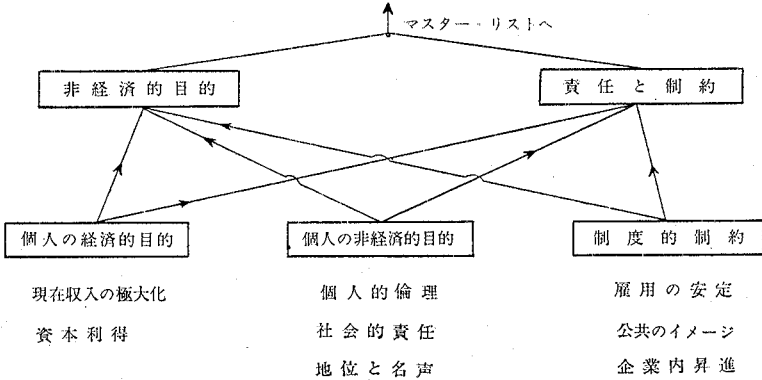 マスター・リストへ
非経済的目的
責任と制約
個人の経済的目的
個人の非経済的目的
制度的制約
現在収入の極大化
個人的倫理
雇用の安定
資本利得
社会的責任
公共のイメージ
地位と名声
企業内昇進